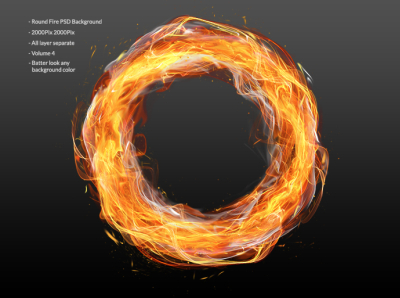 - Round Fire PSD Background
- 2000Pix 2000Pix
- All layer separate
- Volume 4
- Batter look any
background color